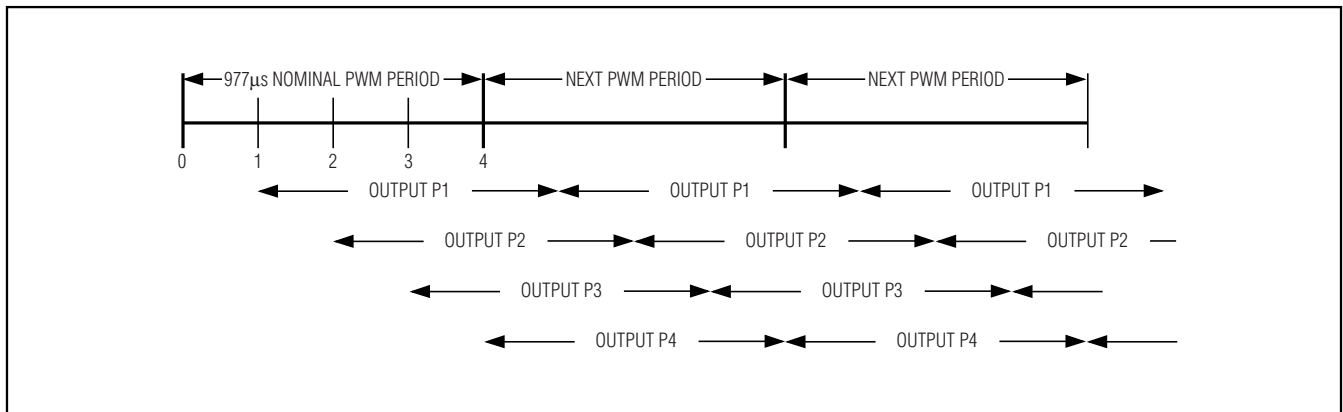 977μs NOMINAL PWM PERIOD NEXT PWM PERIOD NEXT PWM PERIOD
0 1 2 3 4
OUTPUT P1 OUTPUT P1 OUTPUT P1
OUTPUT P2 OUTPUT P2 OUTPUT P2
OUTPUT P3 OUTPUT P3
OUTPUT P4 OUTPUT P4